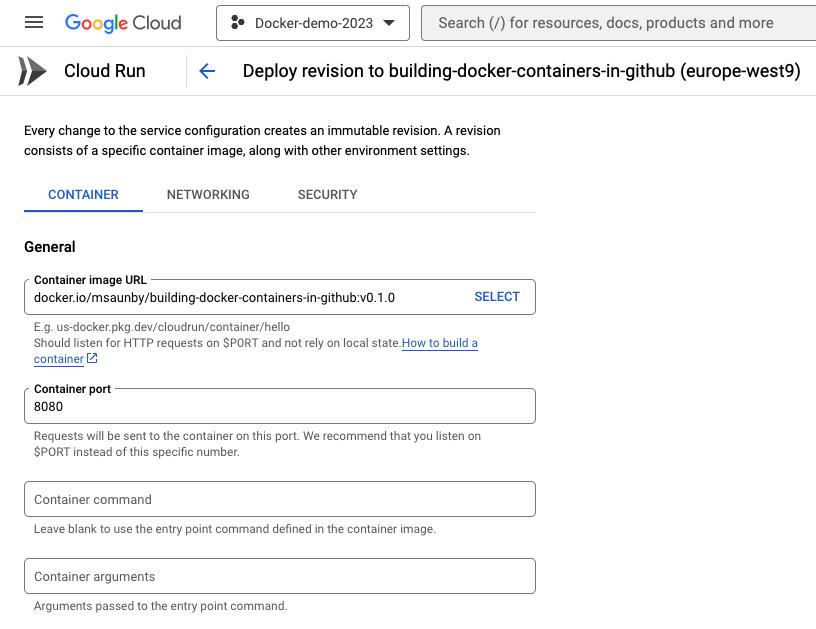 Google Cloud
Docker-demo-2023
Search (/) for resources, docs, products and more
Cloud Run
Deploy revision to building-docker-containers-in-github (europe-west9)
Every change to the service configuration creates an immutable revision. A revision
consists of a specific container image, along with other environment settings.
CONTAINER
NETWORKING
SECURITY
General
Container image URL
docker.io/msaunby/building-docker-containers-in-github:v0.1.0
SELECT
E.g. us-docker.pkg.dev/cloudrun/container/hello
Should listen for HTTP requests on $PORT and not rely on local state.How to build a
container
Container port
8080
Requests will be sent to the container on this port. We recommend that you listen on
$PORT instead of this specific number.
Container command
Leave blank to use the entry point command defined in the container image.
Container arguments
Arguments passed to the entry point command.